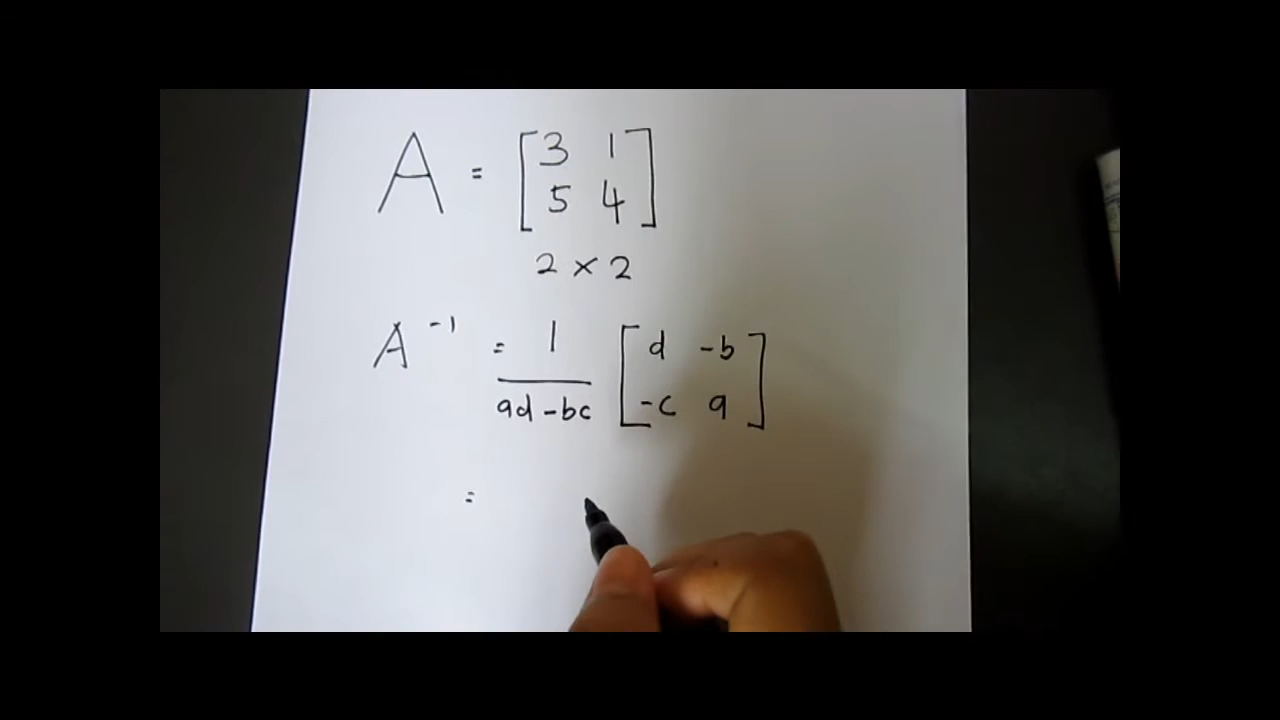 A = [3 1
5 4]
2 × 2
A⁻¹ = 1 [d -b
ad - bc [-c a]
=